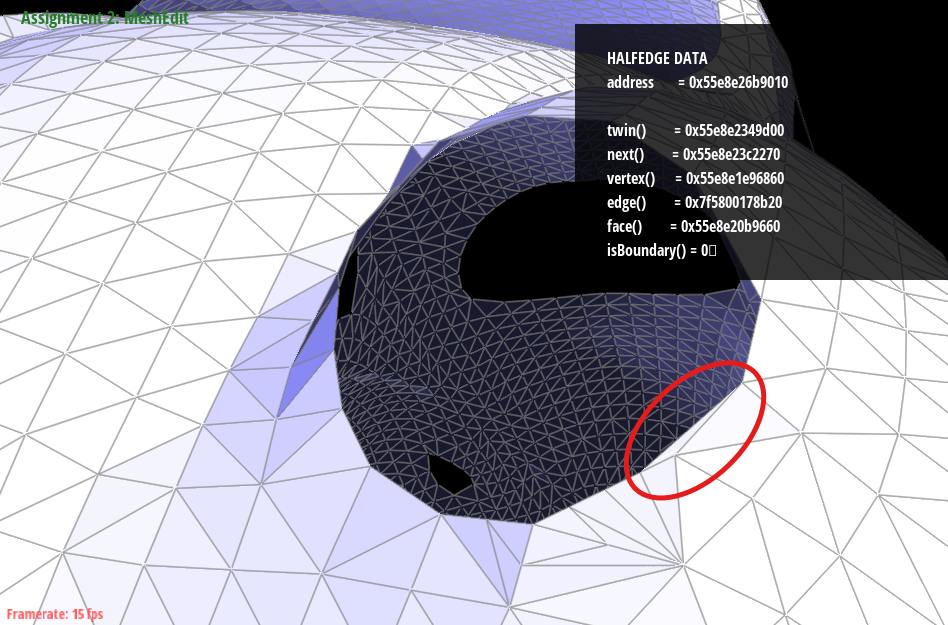 Assignment 2: MeshEdit
HALFEDGE DATA
address = 0x55e8e26b9010
twin() = 0x55e8e2349d00
next() = 0x55e8e23c2270
vertex() = 0x55e8e1e96860
edge() = 0x7f5800178b20
face() = 0x55e8e20b9660
isBoundary() = 0▯
Framerate: 15 fps